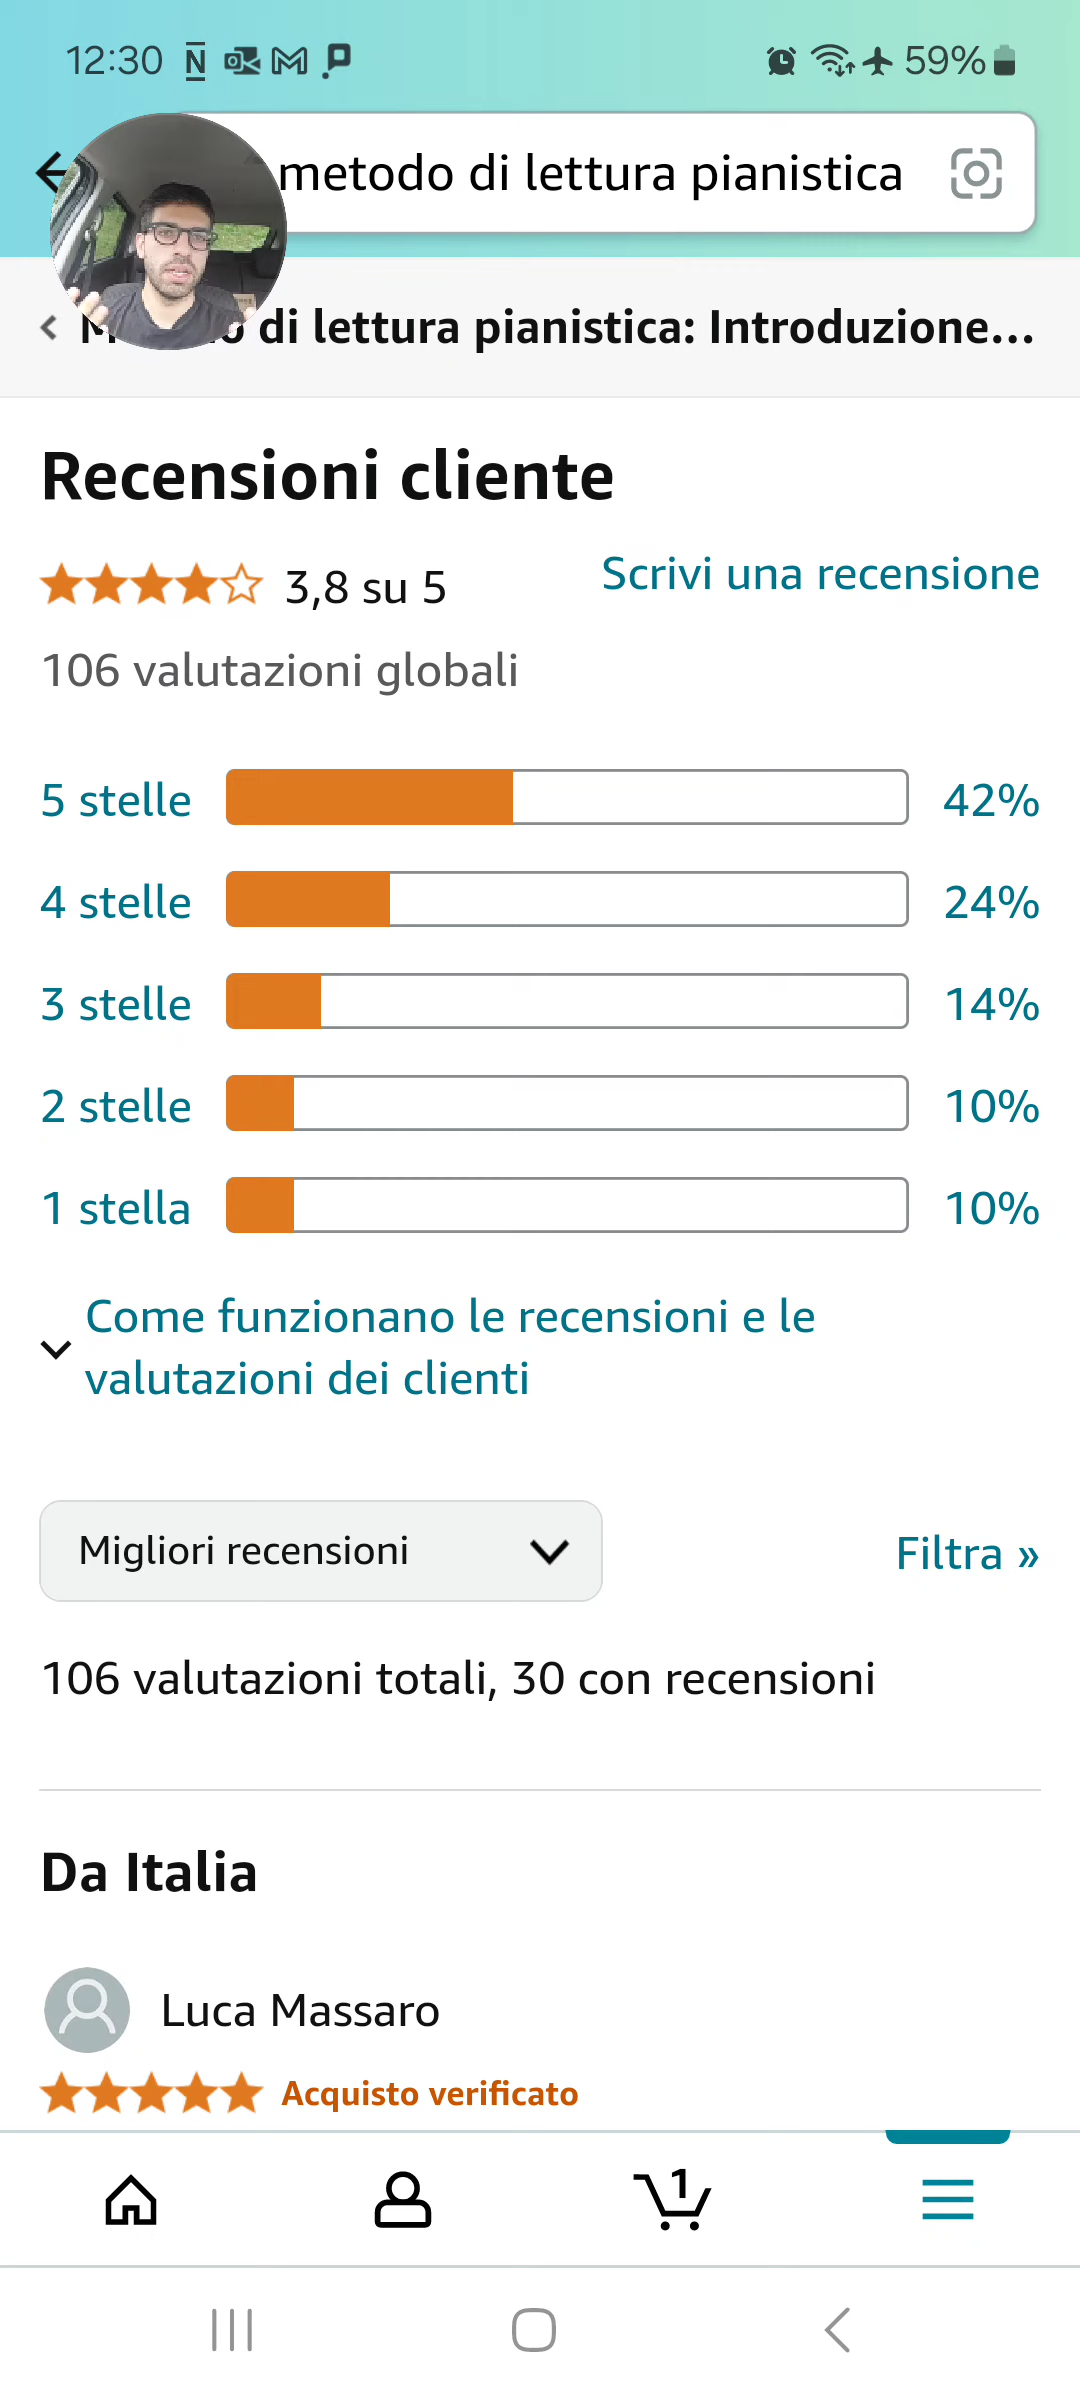 12:30 59%
metodo di lettura pianistica
di lettura pianistica: Introduzione...
Recensioni cliente
3,8 su 5 Scrivi una recensione
106 valutazioni globali
5 stelle 42%
4 stelle 24%
3 stelle 14%
2 stelle 10%
1 stella 10%
Come funzionano le recensioni e le
valutazioni dei clienti
Migliori recensioni Filtra »
106 valutazioni totali, 30 con recensioni
Da Italia
Luca Massaro
Acquisto verificato
1